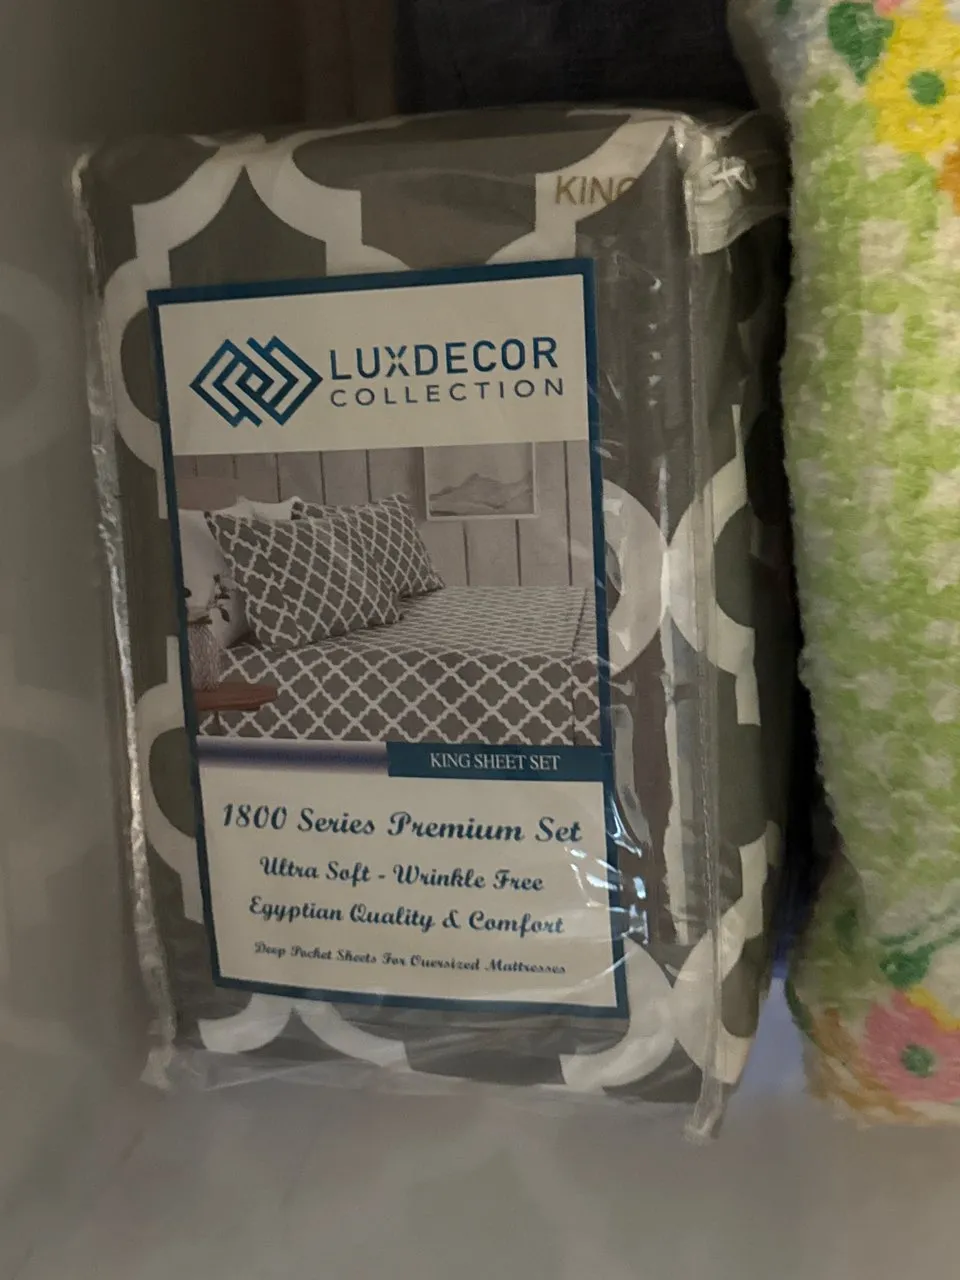 KING
LUXDECOR
COLLECTION
KING SHEET SET
1800 Series Premium Set
Ultra Soft - Wrinkle Free
Egyptian Quality & Comfort
Deep Pocket Sheets For Oversized Mattresses